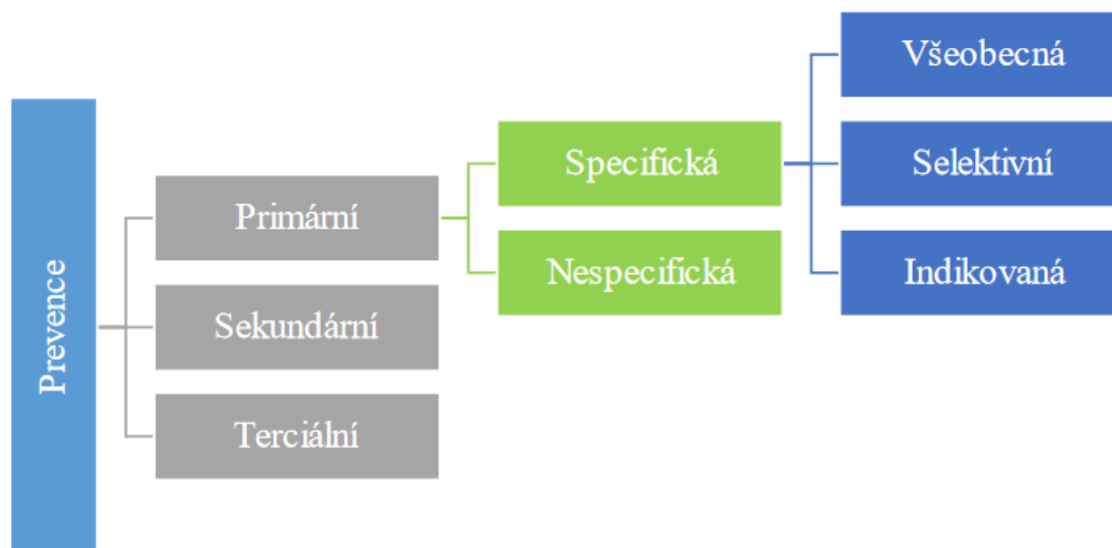 Prevence
Primární
Sekundární
Terciální
Specifická
Nespecifická
Všeobecná
Selektivní
Indikovaná